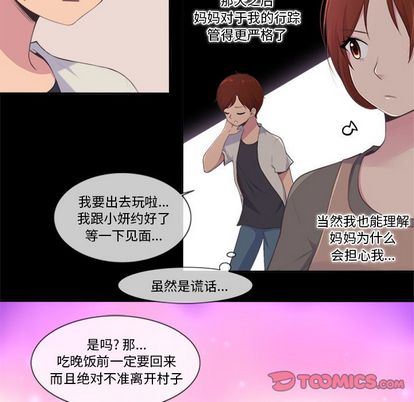 那天之后
妈妈对于我的行踪
管得更严格了
我要出去玩啦...
我跟小妍约好了
等一下见面...
当然我也能理解
妈妈为什么
会担心我...
虽然是谎话...
是吗? 那...
吃晚饭前一定要回来
而且绝对不准离开村子
TOOMICS.COM